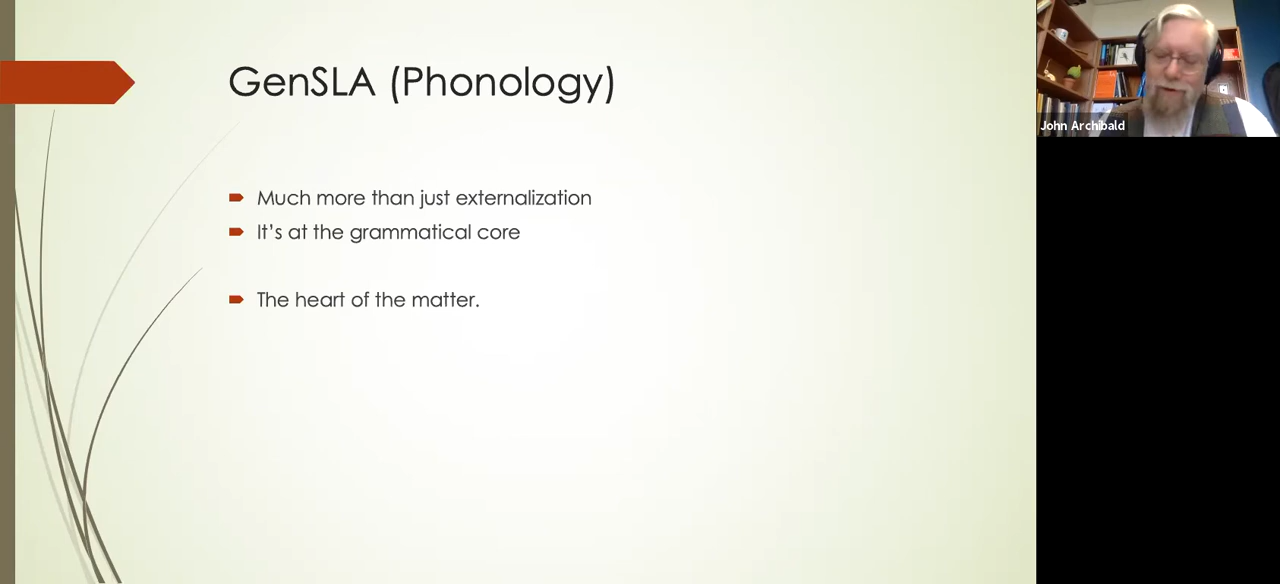 GenSLA (Phonology)
Much more than just externalization
It's at the grammatical core
The heart of the matter.
John Archibald